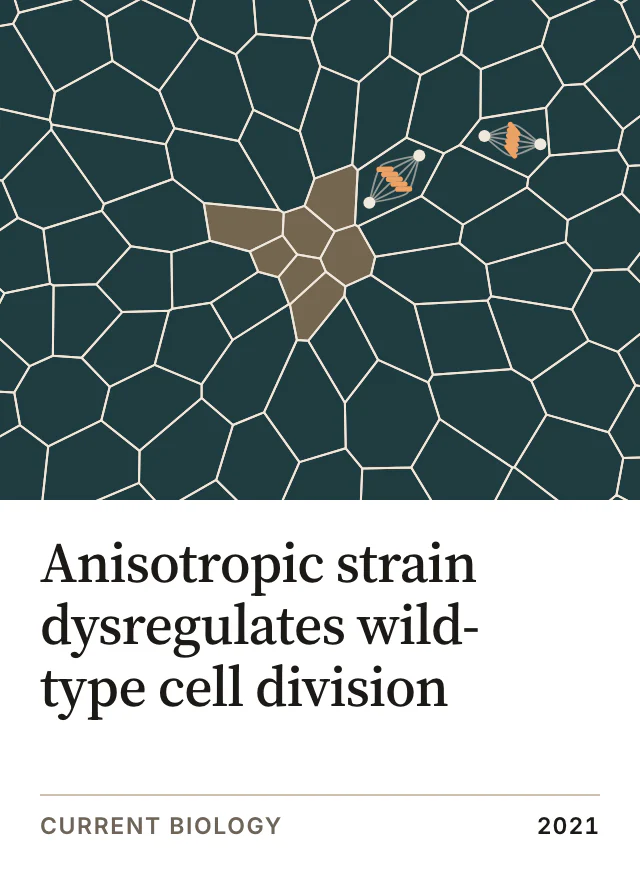 Anisotropic strain
dysregulates wild-
type cell division
CURRENT BIOLOGY
2021